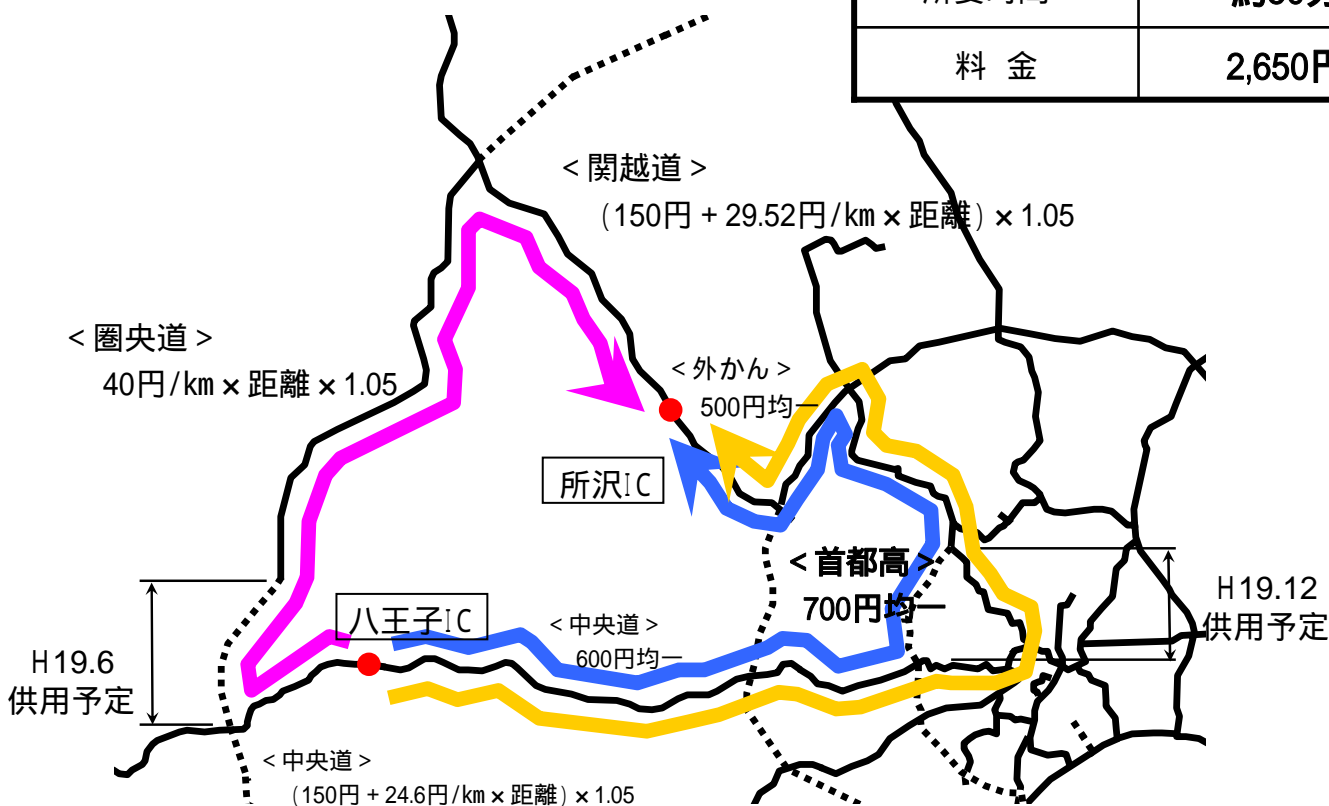 料 金
2,650円
＜関越道＞
(150円＋29.52円/km×距離)×1.05
＜圏央道＞
40円/km×距離×1.05
＜外かん＞
500円均一
所沢IC
＜首都高＞
700円均一
H19.12
供用予定
八王子IC
＜中央道＞
600円均一
H19.6
供用予定
＜中央道＞
(150円＋24.6円/km×距離)×1.05